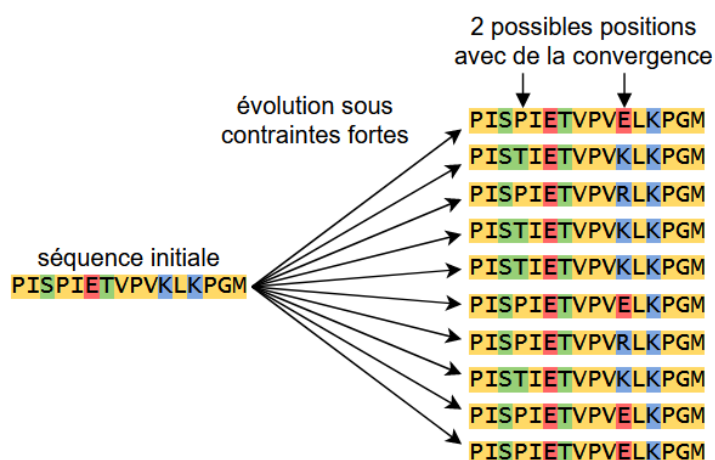 2 possibles positions
avec de la convergence
évolution sous
contraintes fortes
séquence initiale
PISPIETVPVKLKPGM
PISPIETVPVELKPGM
PISTIETVPVKLKPGM
PISPIETVPVRLKPGM
PISTIETVPVKLKPGM
PISTIETVPVKLKPGM
PISPIETVPVELKPGM
PISPIETVPVRLKPGM
PISTIETVPVKLKPGM
PISPIETVPVELKPGM
PISPIETVPVELKPGM